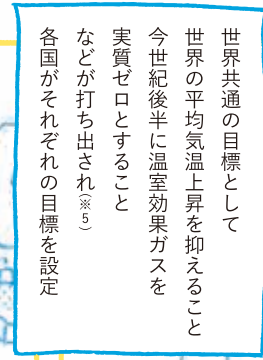 世界共通の目標として
世界の平均気温上昇を抑えること
今世紀後半に温室効果ガスを
実質ゼロとすること
などが打ち出され(※5)
各国がそれぞれの目標を設定